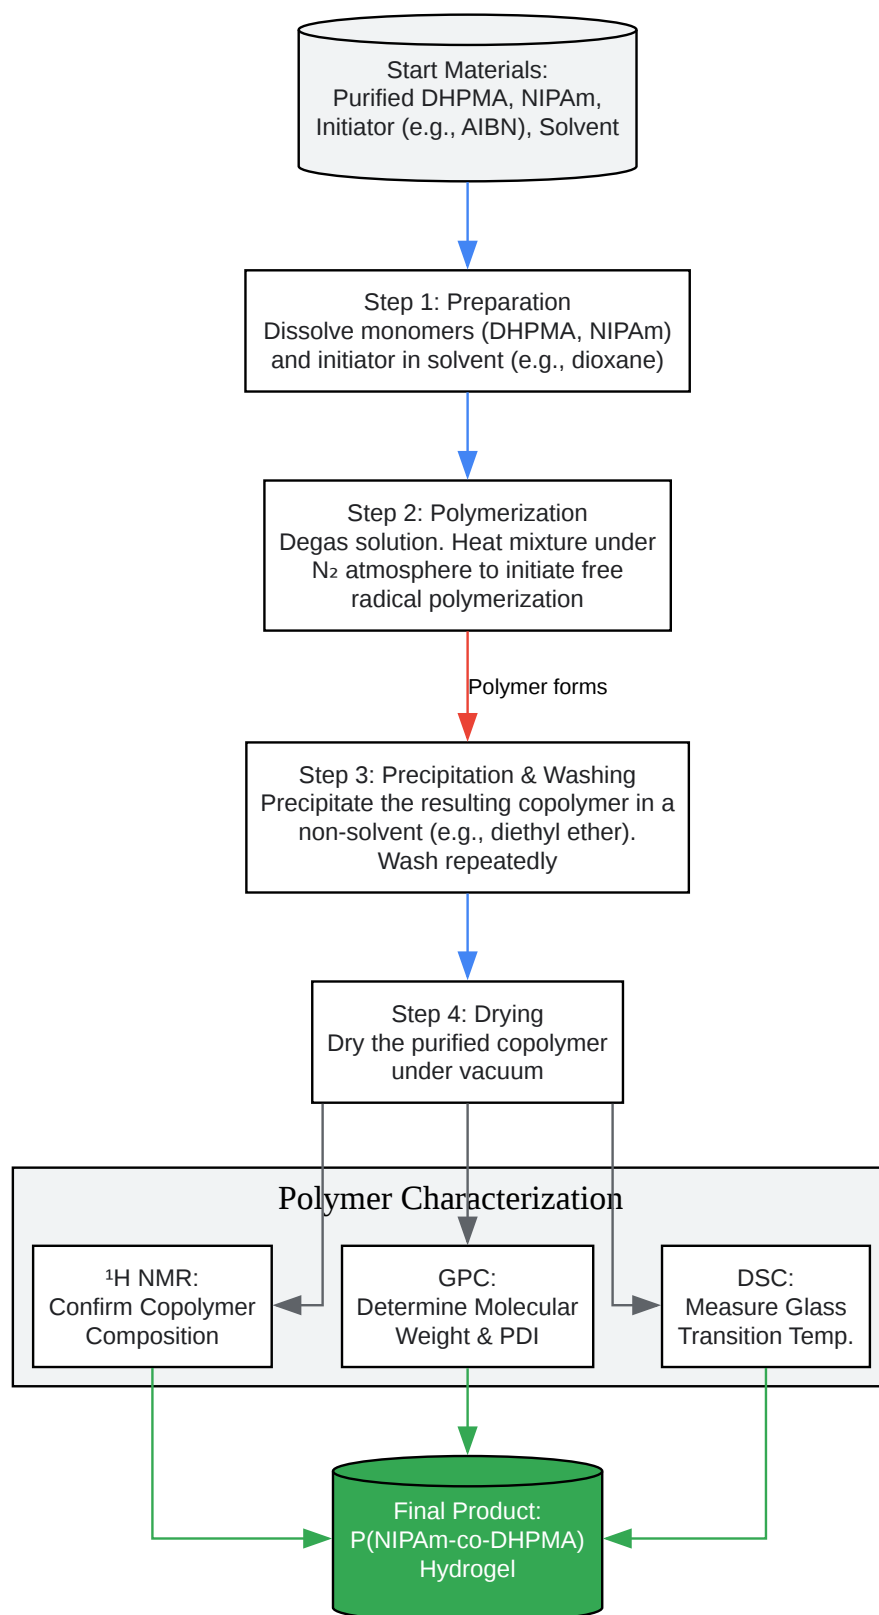 Start Materials:
Purified DHPMA, NIPAm,
Initiator (e.g., AIBN), Solvent
Step 1: Preparation
Dissolve monomers (DHPMA, NIPAm)
and initiator in solvent (e.g., dioxane)
Step 2: Polymerization
Degas solution. Heat mixture under
N₂ atmosphere to initiate free
radical polymerization
Polymer forms
Step 3: Precipitation & Washing
Precipitate the resulting copolymer in a
non-solvent (e.g., diethyl ether).
Wash repeatedly
Step 4: Drying
Dry the purified copolymer
under vacuum
Polymer Characterization
¹H NMR:
Confirm Copolymer
Composition
GPC:
Determine Molecular
Weight & PDI
DSC:
Measure Glass
Transition Temp.
Final Product:
P(NIPAm-co-DHPMA)
Hydrogel